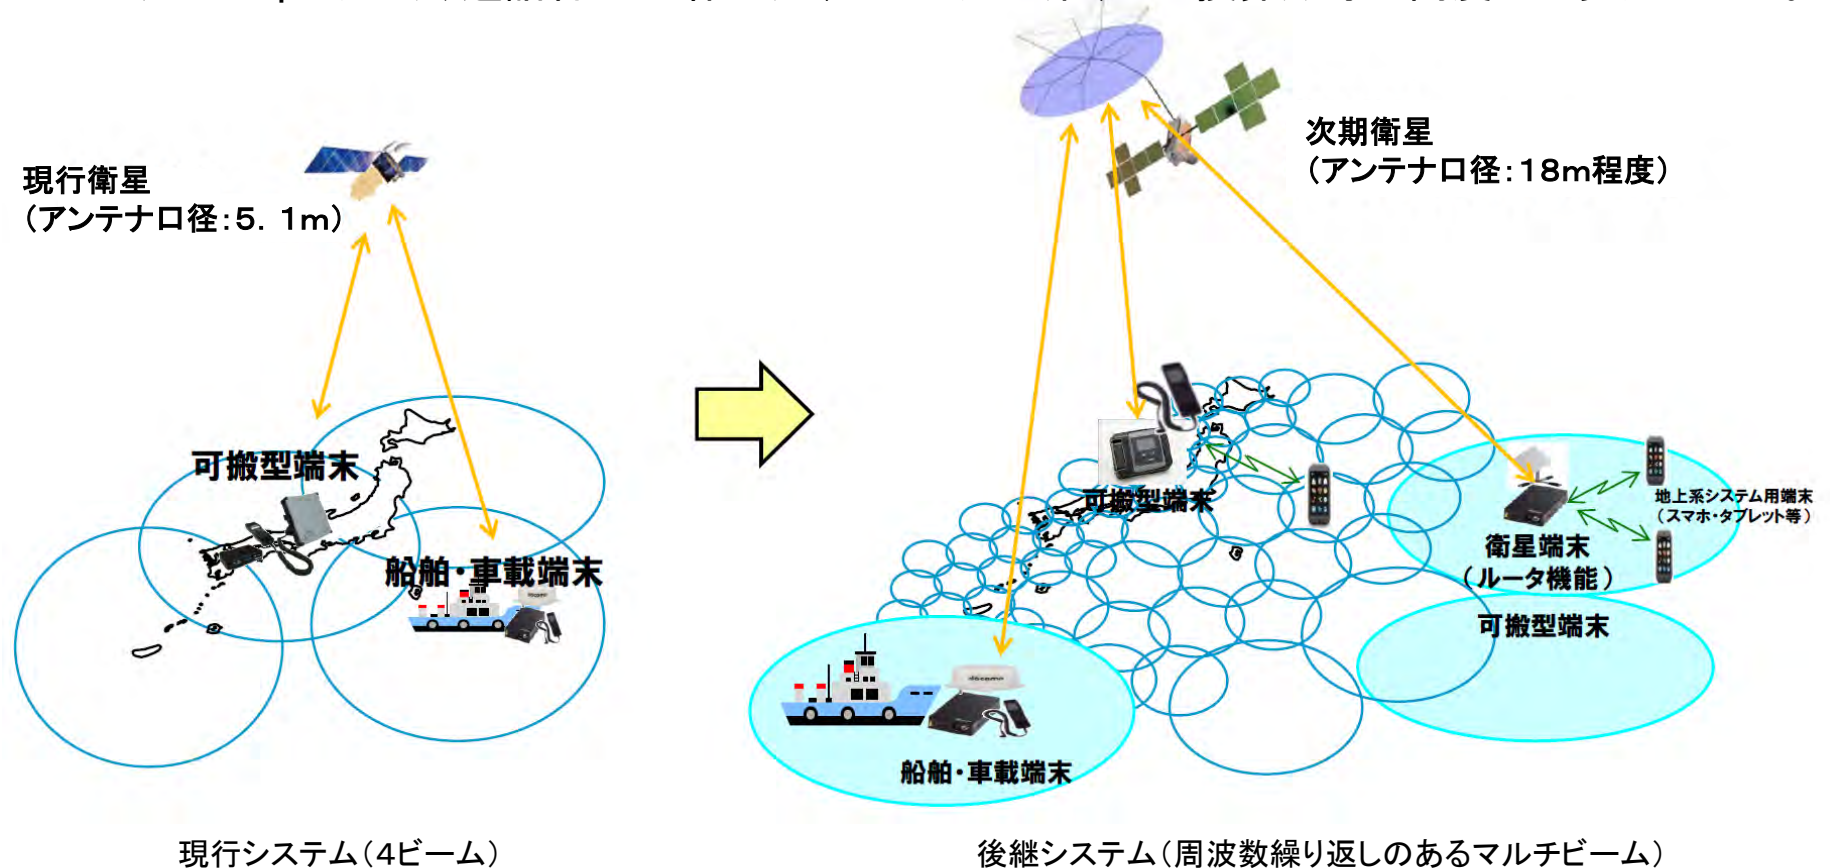 現行衛星
（アンテナ口径：５．１ｍ）
次期衛星
（アンテナ口径：１８ｍ程度）
可搬型端末
船舶・車載端末
可搬型端末
地上系システム用端末
（スマホ・タブレット等）
衛星端末
（ルータ機能）
可搬型端末
docomo
船舶・車載端末
現行システム（４ビーム）
後継システム（周波数繰り返しのあるマルチビーム）